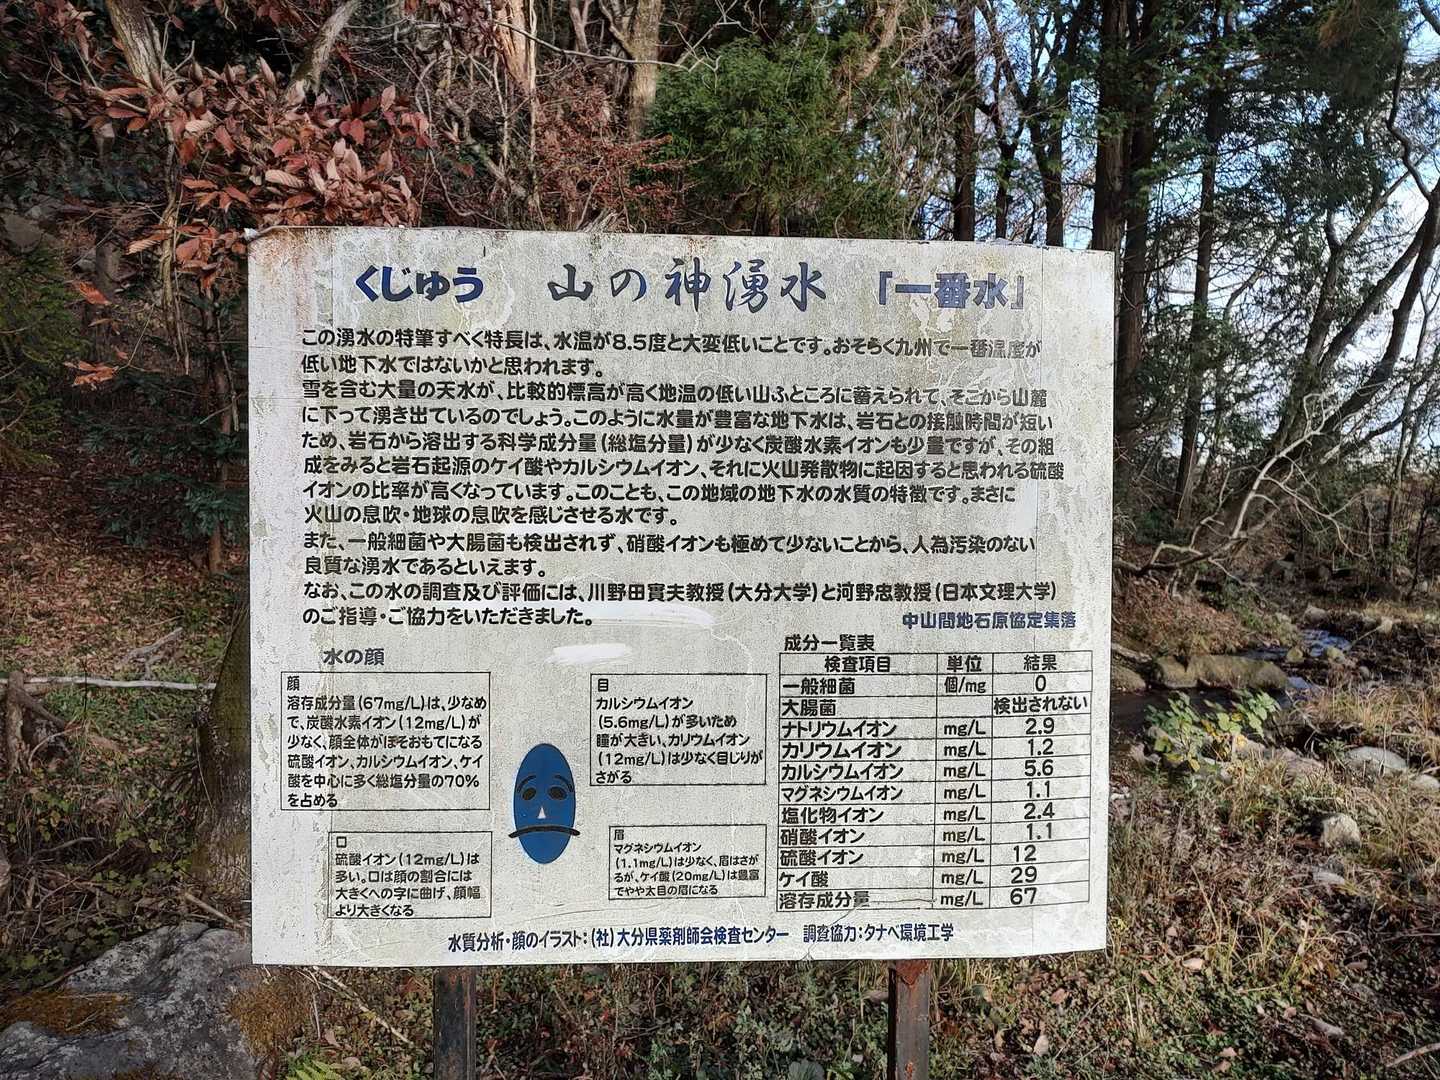 くじゅう 山の神湧水 「一番水」
この湧水の特筆すべく特長は、水温が8.5度と大変低いことです。おそらく九州で一番温度が
低い地下水ではないかと思われます。
雪を含む大量の天水が、比較的標高が高く地温の低い山ふところに蓄えられて、そこから山麓
に下って湧き出ているのでしょう。このように水量が豊富な地下水は、岩石との接触時間が短い
ため、岩石から溶出する科学成分量(総塩分量)が少なく炭酸水素イオンも少量ですが、その組
成をみると岩石起源のケイ酸やカルシウムイオン、それに火山発散物に起因すると思われる硫酸
イオンの比率が高くなっています。このことも、この地域の地下水の水質の特徴です。まさに
火山の息吹・地球の息吹を感じさせる水です。
また、一般細菌や大腸菌も検出されず、硝酸イオンも極めて少ないことから、人為汚染のない
良質な湧水であるといえます。
なお、この水の調査及び評価には、川野田實夫教授(大分大学)と河野忠教授(日本文理大学)
のご指導・ご協力をいただきました。
中山間地石原協定集落
水の顔
顔
溶存成分量(67mg/L)は、少なめ
で、炭酸水素イオン(12mg/L)が
少なく、顔全体がほそおもてになる
硫酸イオン、カルシウムイオン、ケイ
酸を中心に多く総塩分量の70%
を占める
目
カルシウムイオン
(5.6mg/L)が多いため
瞳が大きい、カリウムイオン
(12mg/L)は少なく目じりが
さがる
口
硫酸イオン(12mg/L)は
多い。口は顔の割合には
大きくへの字に曲げ、顔幅
より大きくなる
眉
マグネシウムイオン
(1.1mg/L)は少なく、眉はさが
るが、ケイ酸(20mg/L)は豊富
でやや太目の眉になる
成分一覧表
検査項目 単位 結果
一般細菌 個/mg 0
大腸菌 検出されない
ナトリウムイオン mg/L 2.9
カリウムイオン mg/L 1.2
カルシウムイオン mg/L 5.6
マグネシウムイオン mg/L 1.1
塩化物イオン mg/L 2.4
硝酸イオン mg/L 1.1
硫酸イオン mg/L 12
ケイ酸 mg/L 29
溶存成分量 mg/L 67
水質分析・顔のイラスト:(社)大分県薬剤師会検査センター 調査協力:タナベ環境工学